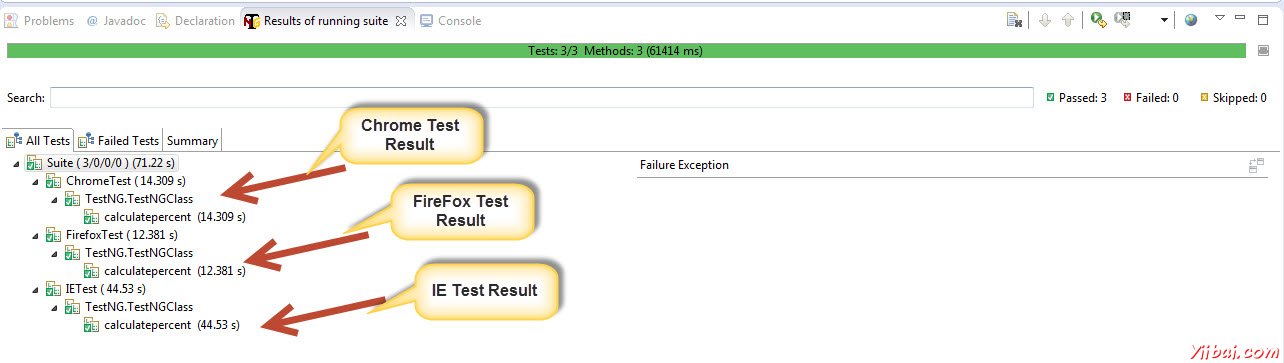 Problems @ Javadoc Declaration Results of running suite Console
Tests: 3/3 Methods: 3 (61414 ms)
Search: Passed: 3 Failed: 0 Skipped: 0
All Tests Failed Tests Summary
Chrome Test
Result
Suite ( 3/0/0/0 ) (71.22 s)
Failure Exception
ChromeTest ( 14.309 s)
TestNG.TestNGClass
calculatepercent (14.309 s)
FireFox Test
Result
FirefoxTest ( 12.381 s)
TestNG.TestNGClass
calculatepercent (12.381 s)
IETest ( 44.53 s)
IE Test Result
TestNG.TestNGClass
calculatepercent (44.53 s)
Yiibai.com